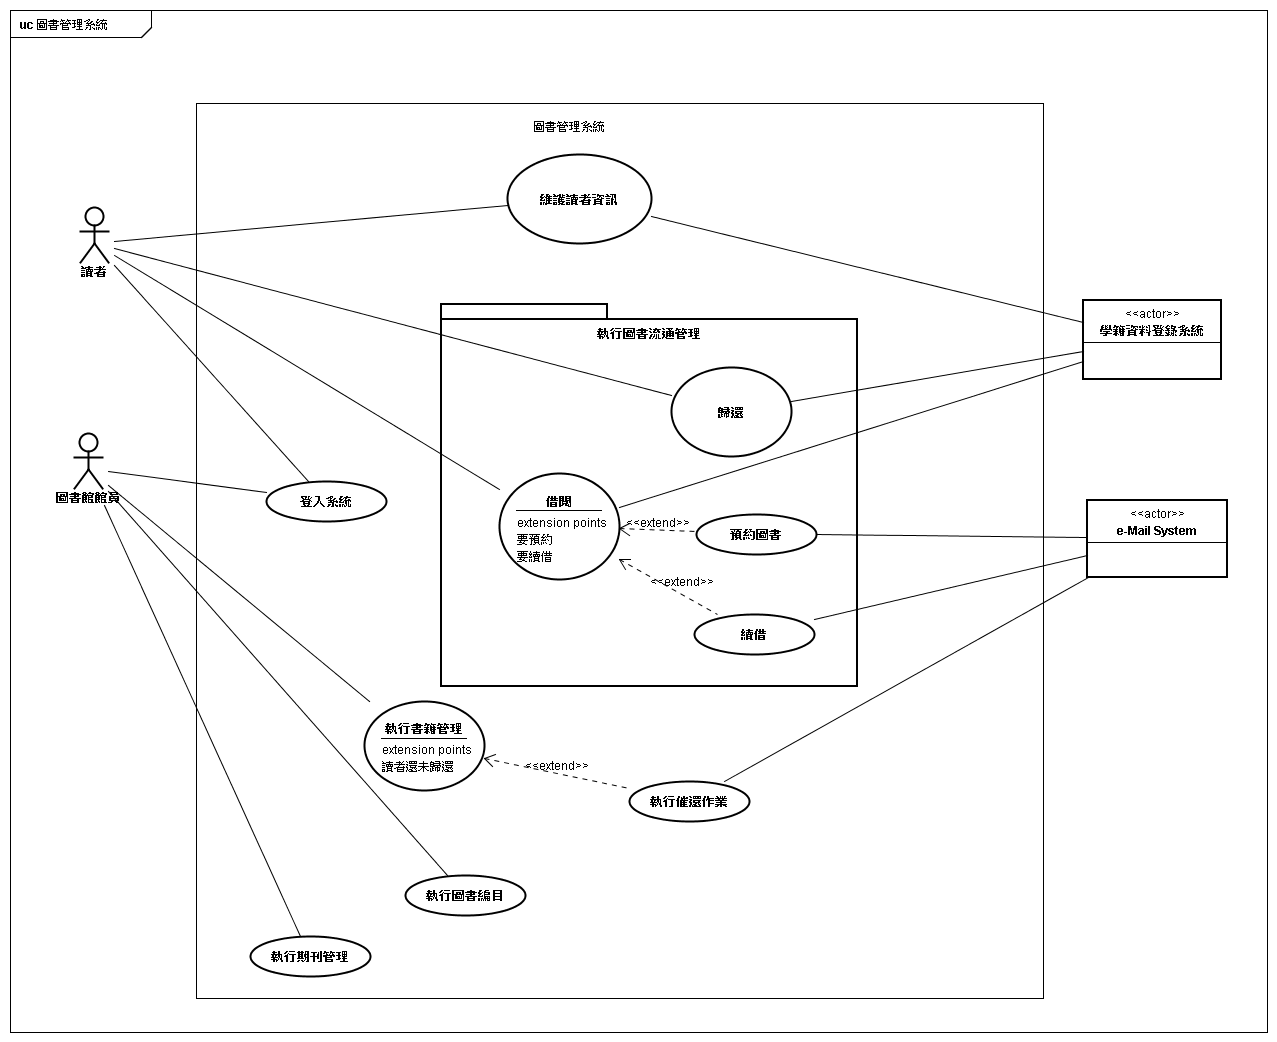 uc 圖書管理系統
圖書管理系統
維護讀者資訊
讀者
<<actor>>
學籍資料登錄系統
執行圖書流通管理
歸還
圖書館館員
登入系統
借閱
extension points
要預約
要續借
<<extend>>
預約圖書
<<actor>>
e-Mail System
<<extend>>
續借
執行書籍管理
extension points
讀者還未歸還
<<extend>>
執行催還作業
執行圖書編目
執行期刊管理